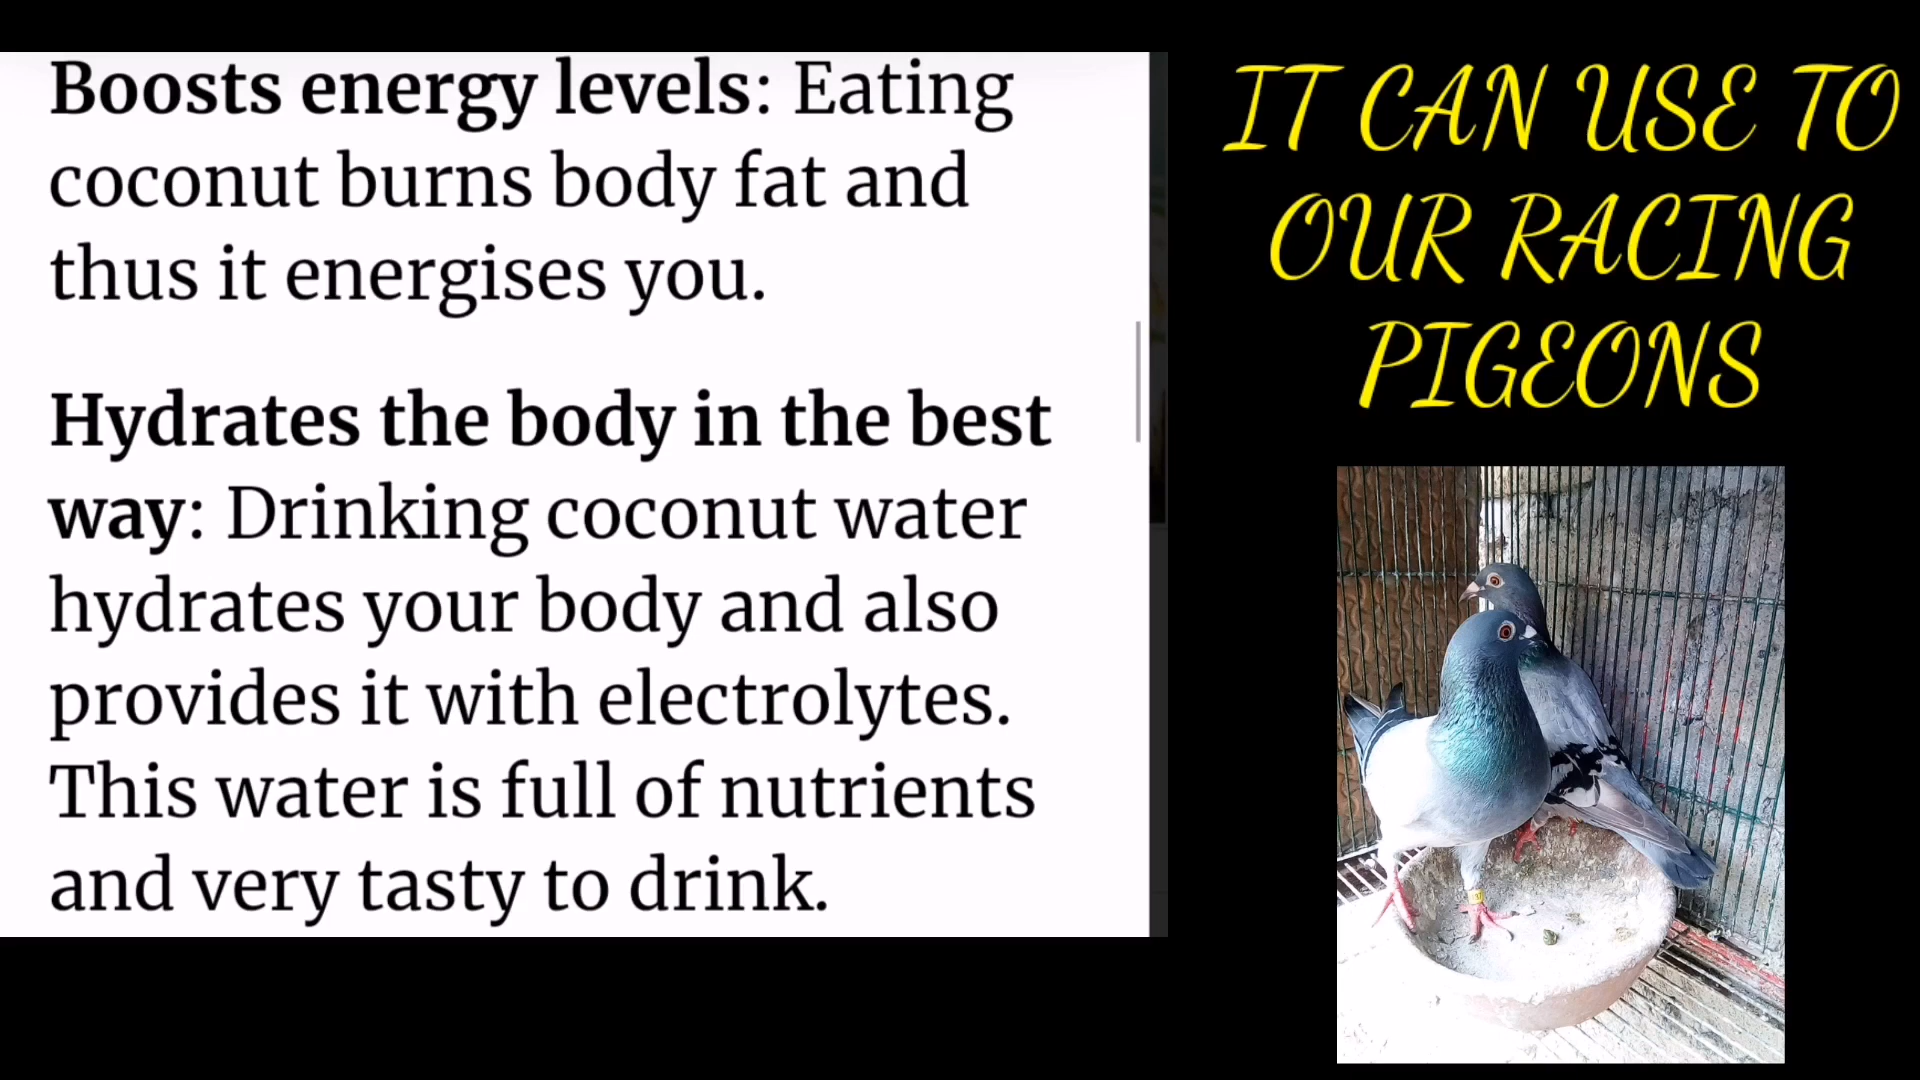 Boosts energy levels: Eating
coconut burns body fat and
thus it energises you.
Hydrates the body in the best
way: Drinking coconut water
hydrates your body and also
provides it with electrolytes.
This water is full of nutrients
and very tasty to drink.
IT CAN USE TO
OUR RACING
PIGEONS